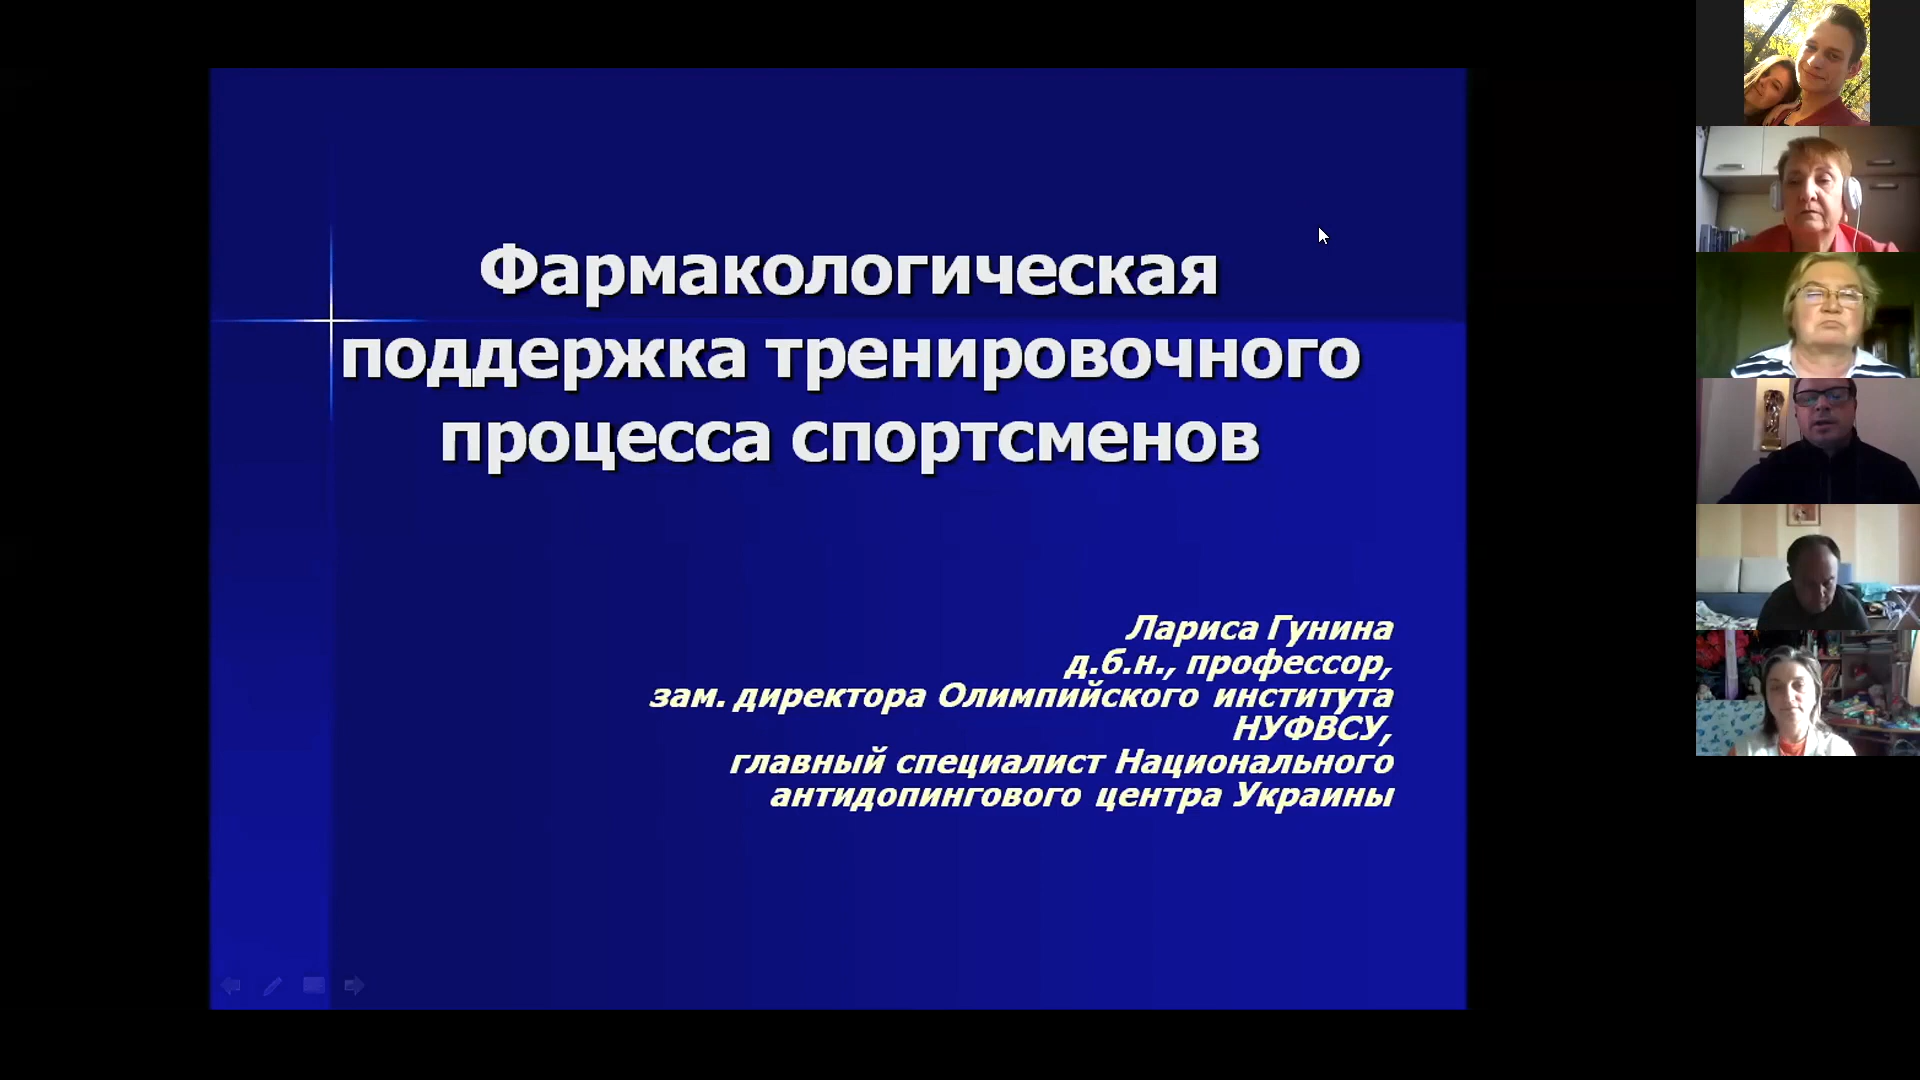 Фармакологическая
поддержка тренировочного
процесса спортсменов
Лариса Гунина
д.б.н., профессор,
зам. директора Олимпийского института
НУФВСУ,
главный специалист Национального
антидопингового центра Украины